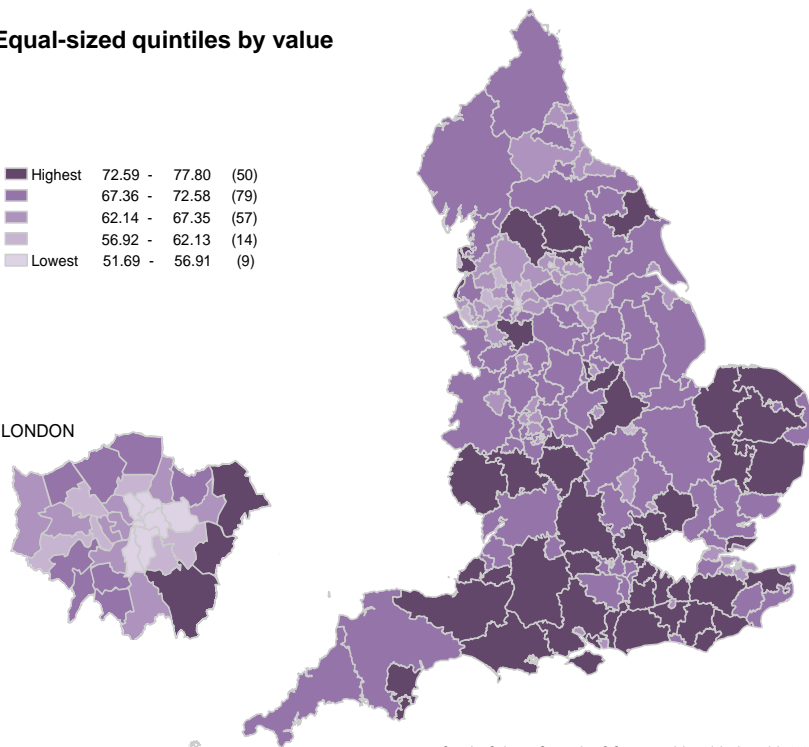 Equal-sized quintiles by value
Highest 72.59 - 77.80 (50)
67.36 - 72.58 (79)
62.14 - 67.35 (57)
56.92 - 62.13 (14)
Lowest 51.69 - 56.91 (9)
LONDON